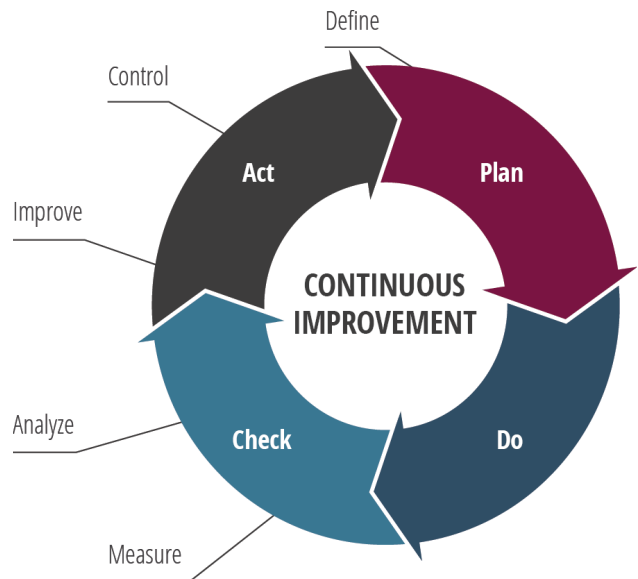 Define
Control
Act
Plan
Improve
CONTINUOUS
IMPROVEMENT
Analyze
Check
Do
Measure